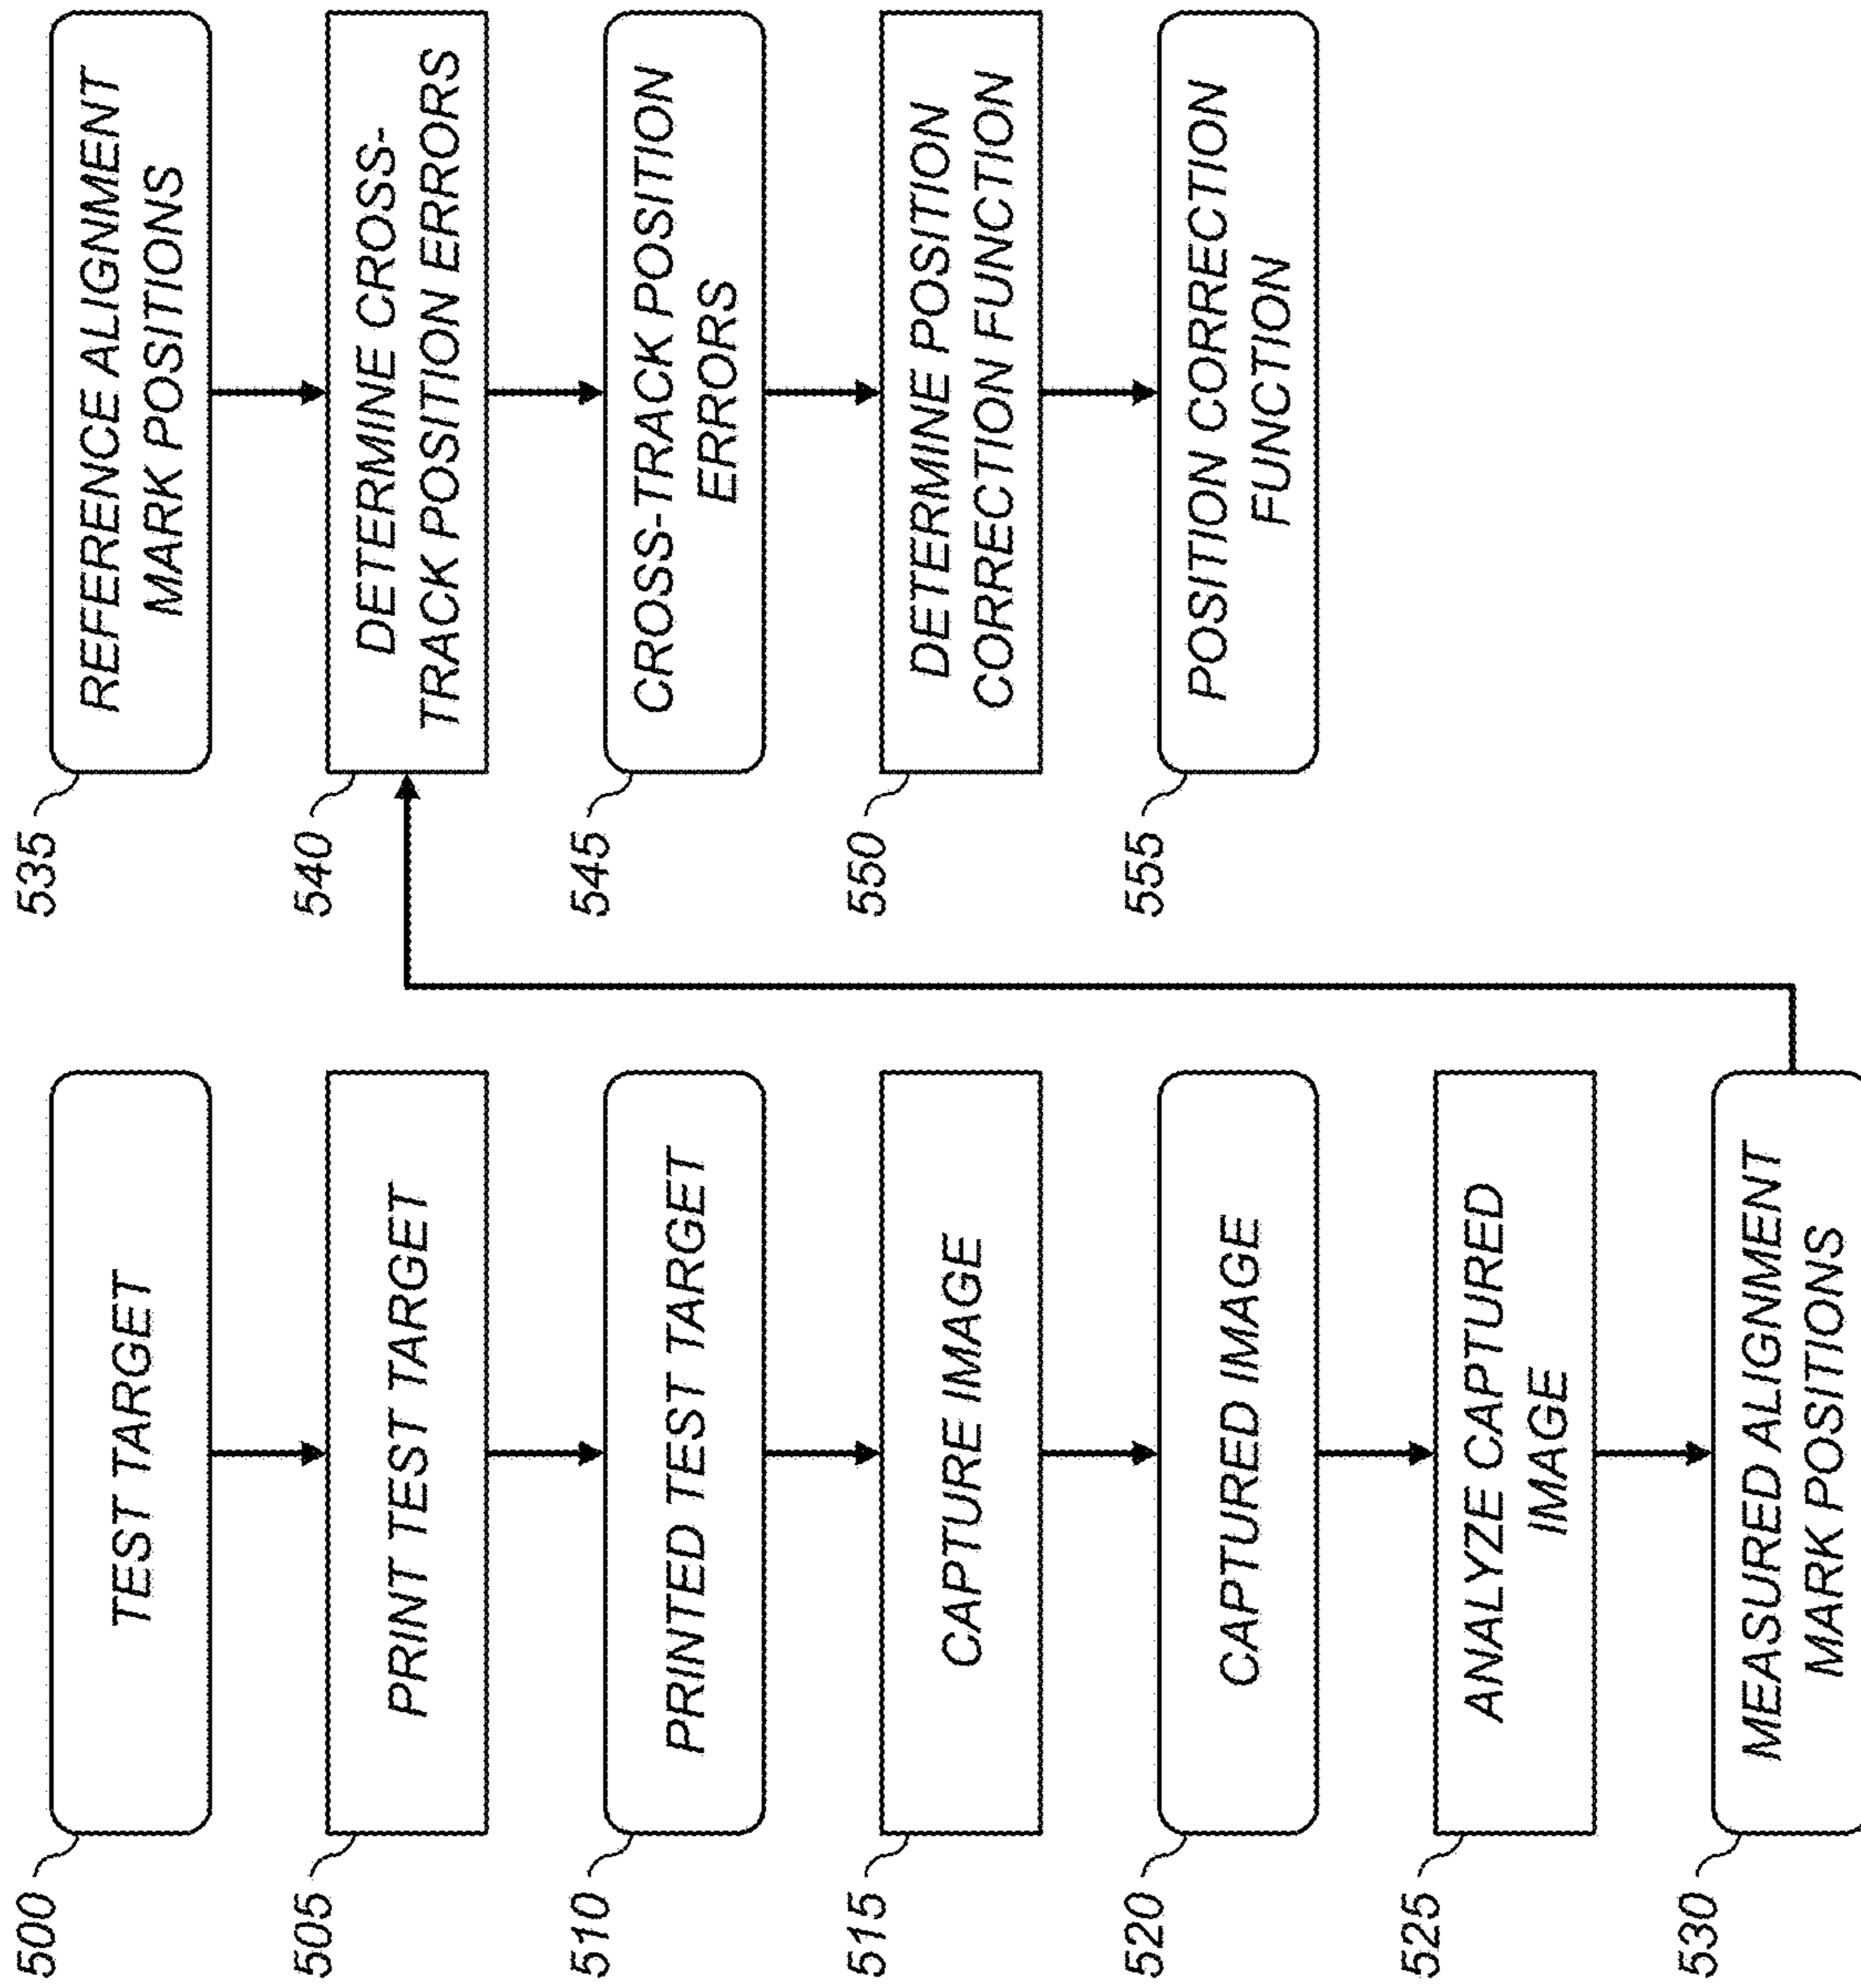 500
TEST TARGET
505
PRINT TEST TARGET
510
PRINTED TEST TARGET
515
CAPTURE IMAGE
520
CAPTURED IMAGE
525
ANALYZE CAPTURED
IMAGE
530
MEASURED ALIGNMENT
MARK POSITIONS
535
REFERENCE ALIGNMENT
MARK POSITIONS
540
DETERMINE CROSS-
TRACK POSITION ERRORS
545
CROSS-TRACK POSITION
ERRORS
550
DETERMINE POSITION
CORRECTION FUNCTION
555
POSITION CORRECTION
FUNCTION